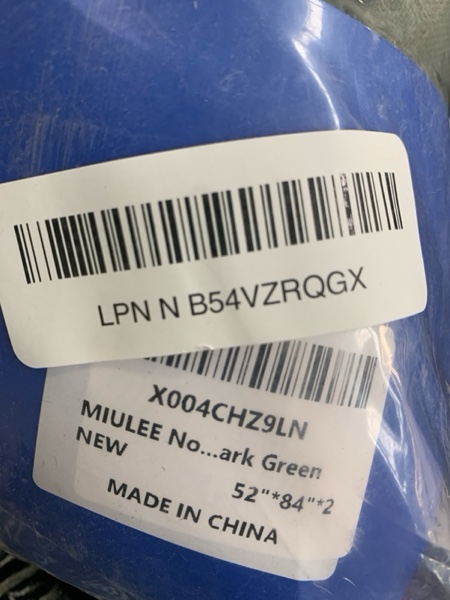 LPN N B54VZRQGX
X004CHZ9LN
MIULEE No...ark Green
NEW
52"*84"*2
MADE IN CHINA